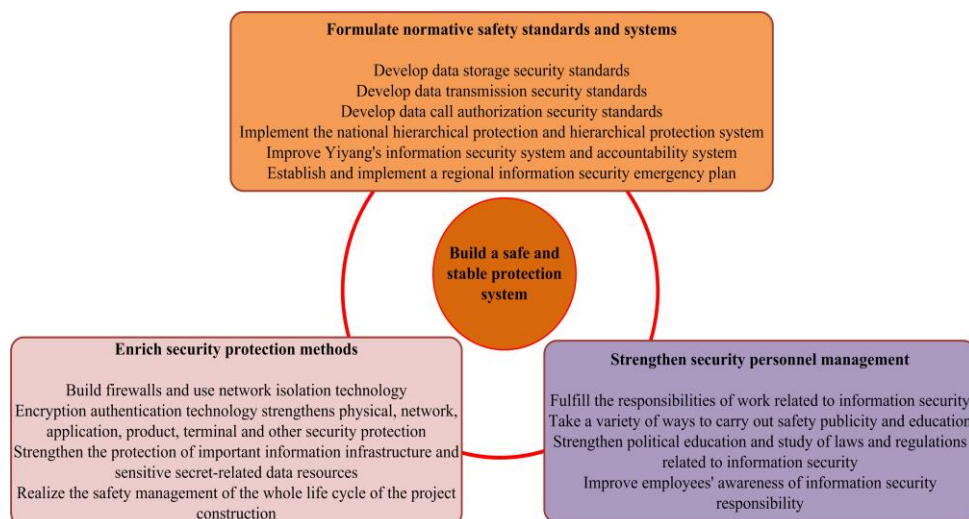 Formulate normative safety standards and systems
Develop data storage security standards
Develop data transmission security standards
Develop data call authorization security standards
Implement the national hierarchical protection and hierarchical protection system
Improve Yiyang's information security system and accountability system
Establish and implement a regional information security emergency plan
Build a safe and
stable protection
system
Enrich security protection methods
Build firewalls and use network isolation technology
Encryption authentication technology strengthens physical, network,
application, product, terminal and other security protection
Strengthen the protection of important information infrastructure and
sensitive secret-related data resources
Realize the safety management of the whole life cycle of the project
construction
Strengthen security personnel management
Fulfill the responsibilities of work related to information security
Take a variety of ways to carry out safety publicity and education
Strengthen political education and study of laws and regulations
related to information security
Improve employees' awareness of information security
responsibility